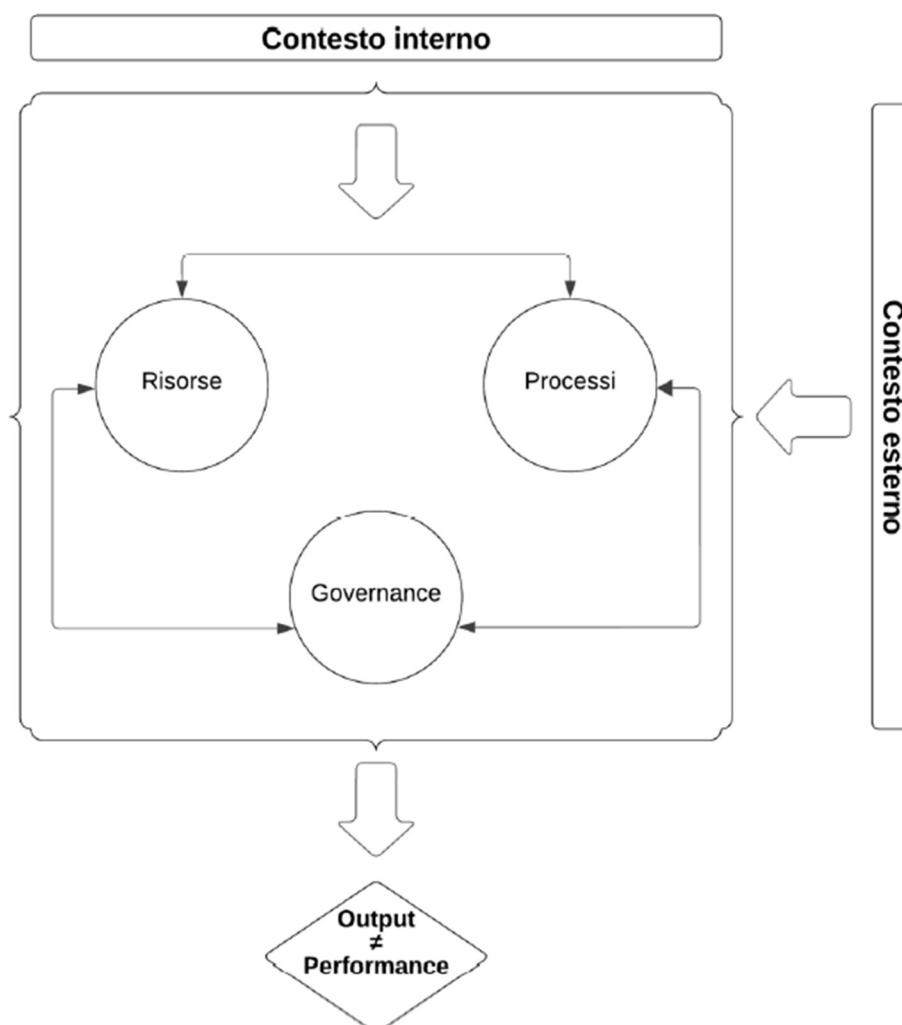 Contesto interno
Risorse
Processi
Contesto esterno
Governance
Output
≠
Performance